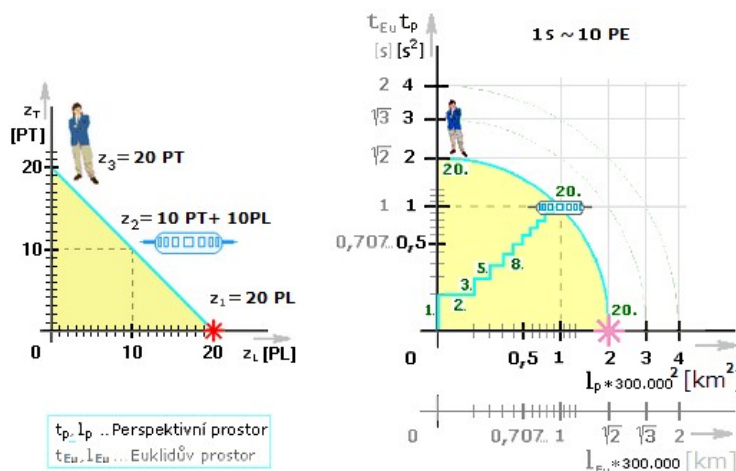 z_T
[PT]
20
10
0
10
20
z_L [PL]
z₃= 20 PT
z₂= 10 PT+ 10PL
z₁= 20 PL
t_p, l_p ... Perspektivní prostor
t_Eu, l_Eu ... Euklidův prostor
t_Eu t_p
[s] [s²]
1s ~ 10 PE
2 4
√3 3
√2 2
1 1
0,707... 0,5
20.
20.
20.
1.
2.
3.
5.
8.
0
0 0,5 1 2 3 4
l_p*300.000² [km²]
0 0,707... 1 √2 √3 2
l_Eu*300.000 [km]